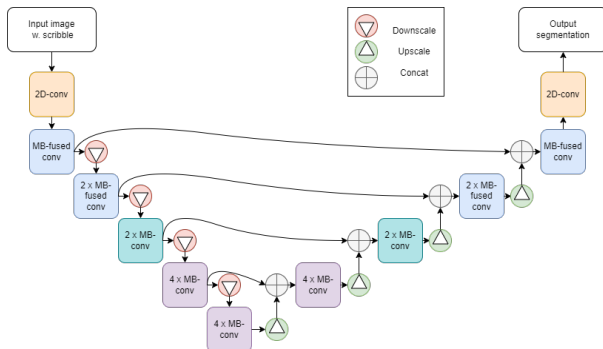 Input image
w. scribble
Output
segmentation
Downscale
Upscale
Concat
2D-conv
2D-conv
MB-fused
conv
MB-fused
conv
2 x MB-
fused
conv
2 x MB-
fused
conv
2 x MB-
conv
2 x MB-
conv
4 x MB-
conv
4 x MB-
conv
4 x MB-
conv